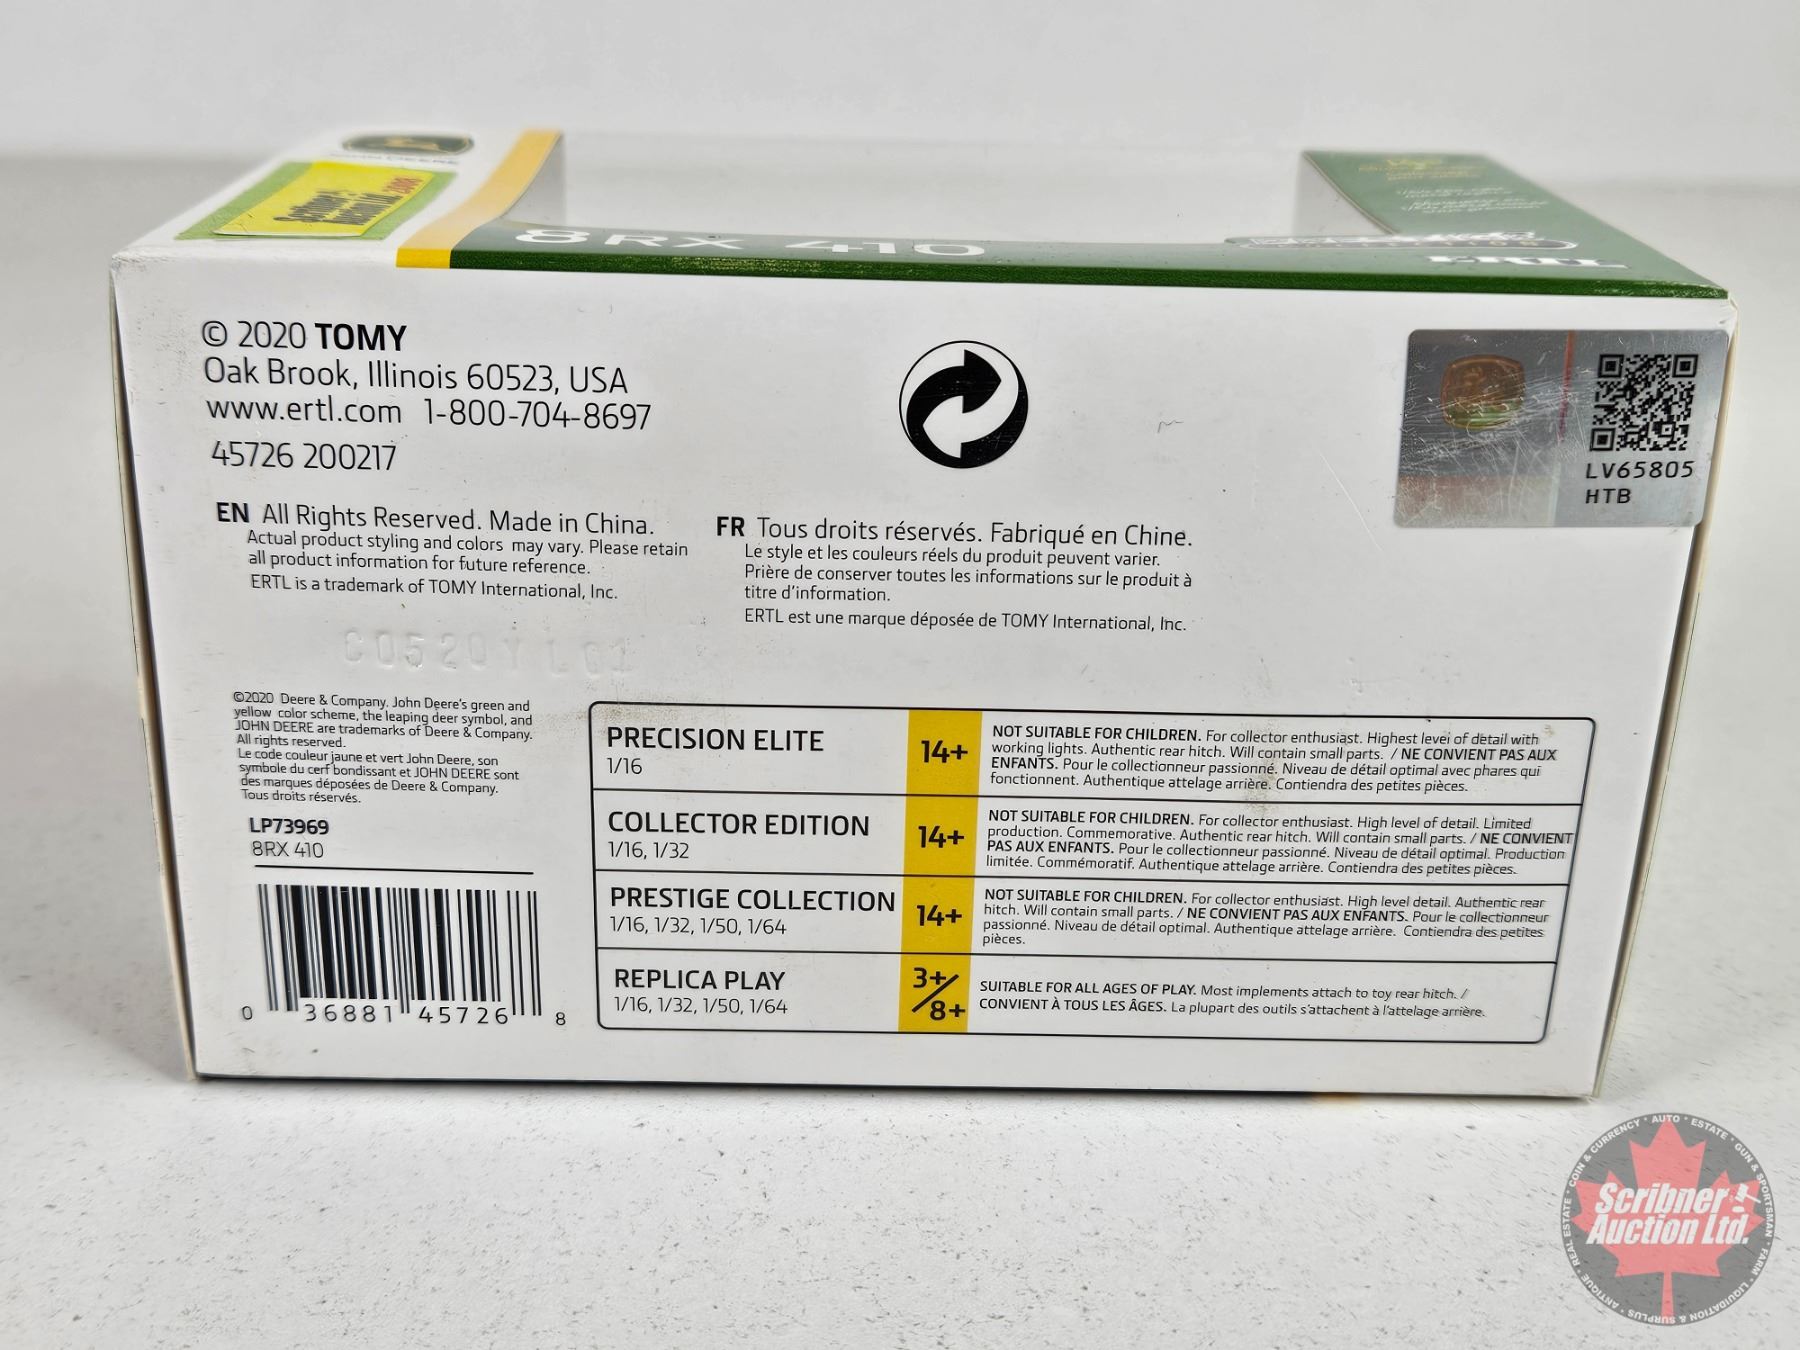 8RX 410
ERTL
© 2020 TOMY
Oak Brook, Illinois 60523, USA
www.ertl.com 1-800-704-8697
45726 200217
EN All Rights Reserved. Made in China.
Actual product styling and colors may vary. Please retain
all product information for future reference.
ERTL is a trademark of TOMY International, Inc.
FR Tous droits réservés. Fabriqué en Chine.
Le style et les couleurs réels du produit peuvent varier.
Prière de conserver toutes les informations sur le produit à
titre d'information.
ERTL est une marque déposée de TOMY International, Inc.
LV65805
HTB
©2020 Deere & Company. John Deere's green and
yellow color scheme, the leaping deer symbol, and
JOHN DEERE are trademarks of Deere & Company.
All rights reserved.
Le code couleur jaune et vert John Deere, son
symbole du cerf bondissant et JOHN DEERE sont
des marques déposées de Deere & Company.
Tous droits réservés.
LP73969
8RX 410
0 36881 45726 8
PRECISION ELITE
1/16
14+
NOT SUITABLE FOR CHILDREN. For collector enthusiast. Highest level of detail with
working lights. Authentic rear hitch. Will contain small parts. / NE CONVIENT PAS AUX
ENFANTS. Pour le collectionneur passionné. Niveau de détail optimal avec phares qui
fonctionnent. Authentique attelage arrière. Contiendra des petites pièces.
COLLECTOR EDITION
1/16, 1/32
14+
NOT SUITABLE FOR CHILDREN. For collector enthusiast. High level of detail. Limited
production. Commemorative. Authentic rear hitch. Will contain small parts. / NE CONVIENT
PAS AUX ENFANTS. Pour le collectionneur passionné. Niveau de détail optimal. Production
limitée. Commémoratif. Authentique attelage arrière. Contiendra des petites pièces.
PRESTIGE COLLECTION
1/16, 1/32, 1/50, 1/64
14+
NOT SUITABLE FOR CHILDREN. For collector enthusiast. High level detail. Authentic rear
hitch. Will contain small parts. / NE CONVIENT PAS AUX ENFANTS. Pour le collectionneur
passionné. Niveau de détail optimal. Authentique attelage arrière. Contiendra des petites
pièces.
REPLICA PLAY
1/16, 1/32, 1/50, 1/64
3+/8+
SUITABLE FOR ALL AGES OF PLAY. Most implements attach to toy rear hitch. /
CONVIENT À TOUS LES ÂGES. La plupart des outils s'attachent à l'attelage arrière.
Scribner
Auction Ltd.
COIN & CURRENCY • AUTO • ESTATE • GUN & SPORTSMAN • FARM • LIQUIDATION & SURPLUS • ANTIQUE • REAL ESTATE